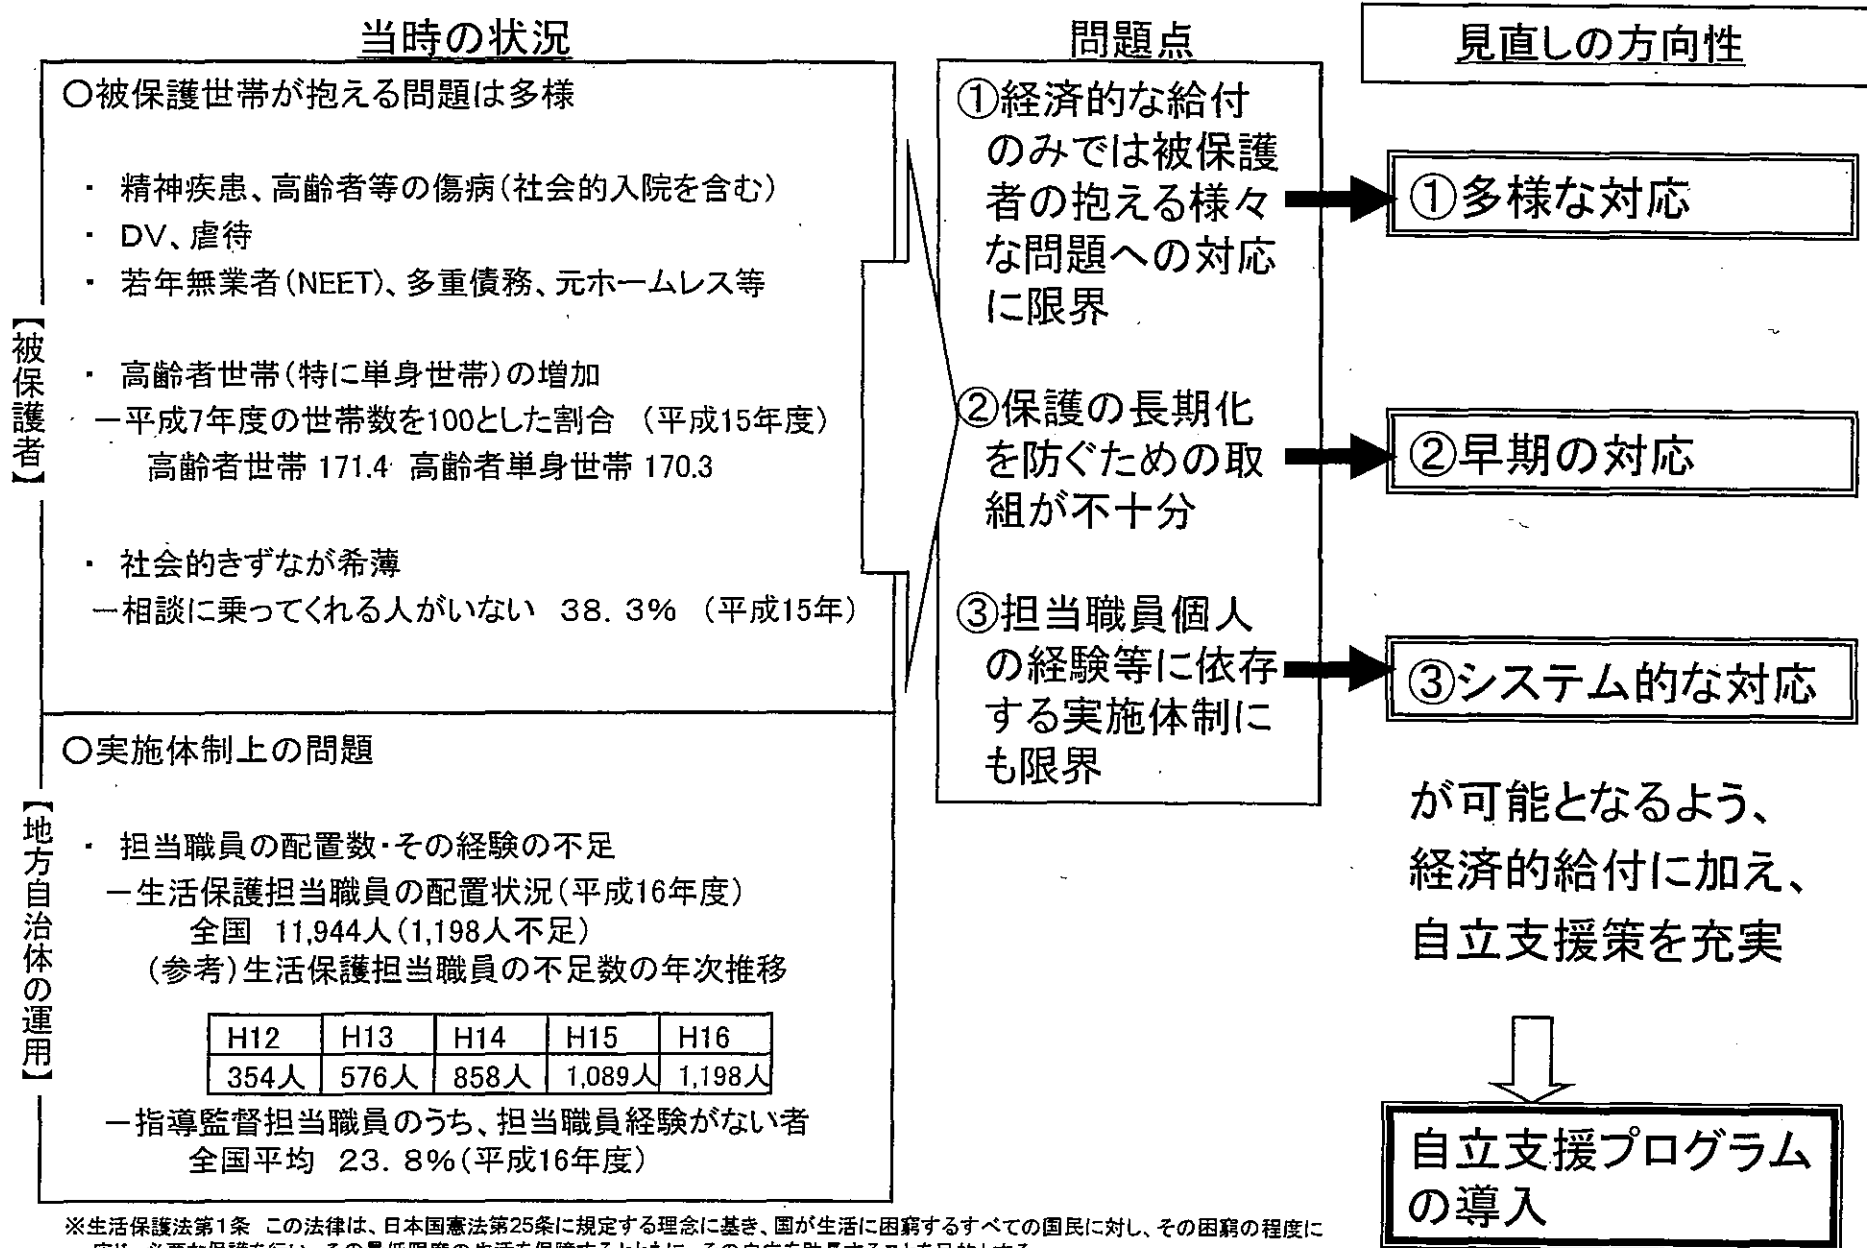 当時の状況
【被保護者】
○被保護世帯が抱える問題は多様
・ 精神疾患、高齢者等の傷病(社会的入院を含む)
・ DV、虐待
・ 若年無業者(NEET)、多重債務、元ホームレス等
・ 高齢者世帯(特に単身世帯)の増加
－平成7年度の世帯数を100とした割合 (平成15年度)
高齢者世帯 171.4 高齢者単身世帯 170.3
・ 社会的きずなが希薄
－相談に乗ってくれる人がいない 38.3% (平成15年)
【地方自治体の運用】
○実施体制上の問題
・ 担当職員の配置数・その経験の不足
－生活保護担当職員の配置状況(平成16年度)
全国 11,944人(1,198人不足)
(参考)生活保護担当職員の不足数の年次推移
H12 H13 H14 H15 H16
354人 576人 858人 1,089人 1,198人
－指導監督担当職員のうち、担当職員経験がない者
全国平均 23.8%(平成16年度)
問題点
①経済的な給付
のみでは被保護
者の抱える様々
な問題への対応
に限界
②保護の長期化
を防ぐための取
組が不十分
③担当職員個人
の経験等に依存
する実施体制に
も限界
見直しの方向性
①多様な対応
②早期の対応
③システム的な対応
が可能となるよう、
経済的給付に加え、
自立支援策を充実
自立支援プログラム
の導入
※生活保護法第1条 この法律は、日本国憲法第25条に規定する理念に基き、国が生活に困窮するすべての国民に対し、その困窮の程度に